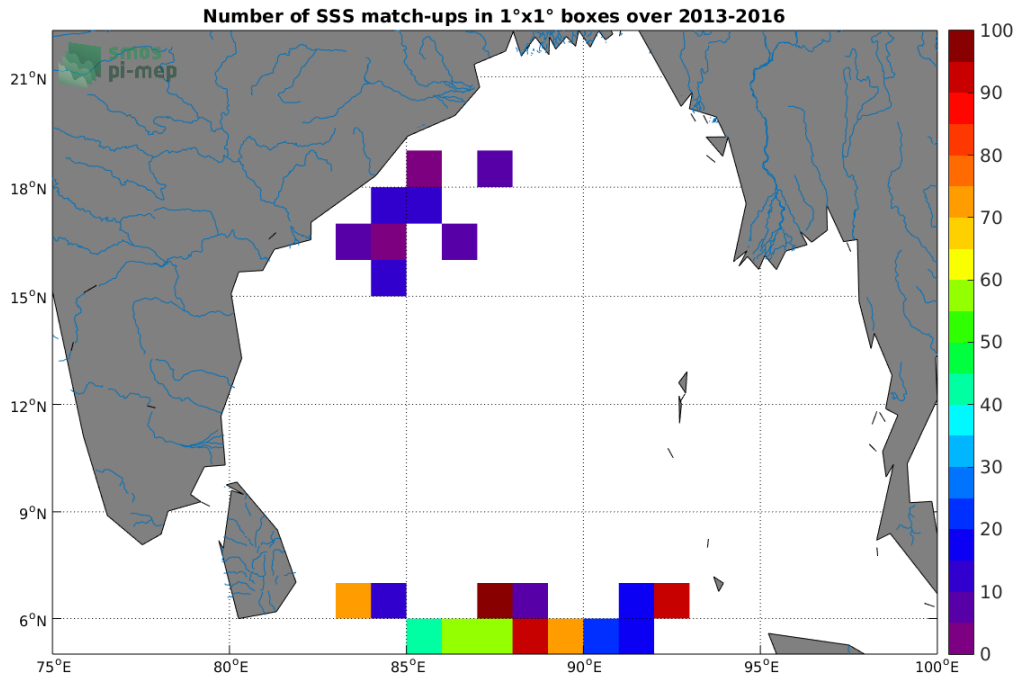 Number of SSS match-ups in 1°x1° boxes over 2013-2016
smos
pi-mep
21°N
18°N
15°N
12°N
9°N
6°N
75°E 80°E 85°E 90°E 95°E 100°E
100
90
80
70
60
50
40
30
20
10
0